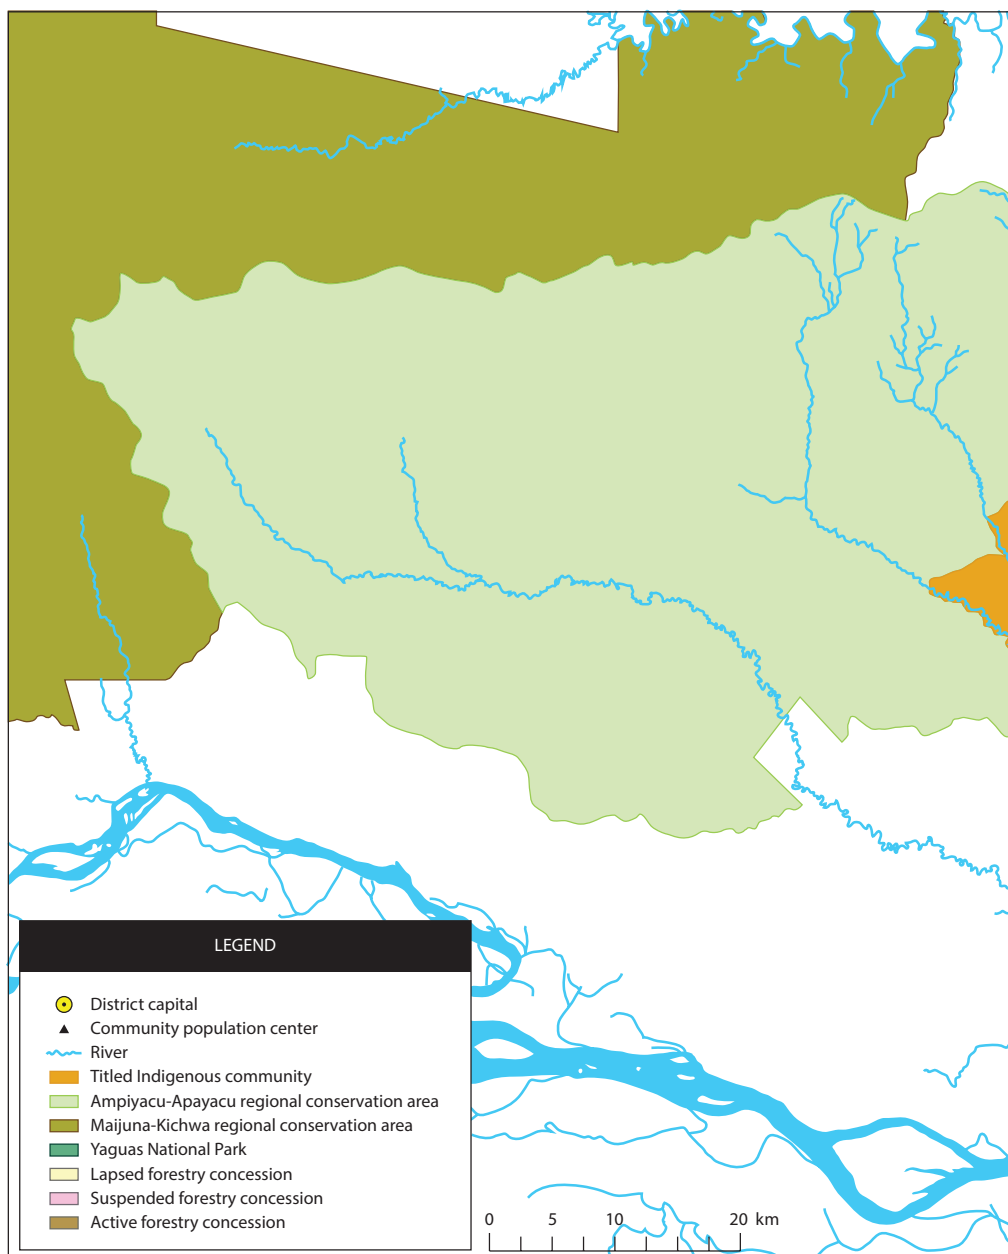 LEGEND
District capital
Community population center
River
Titled Indigenous community
Ampiyacu-Apayacu regional conservation area
Maijuna-Kichwa regional conservation area
Yaguas National Park
Lapsed forestry concession
Suspended forestry concession
Active forestry concession
0 5 10 20 km